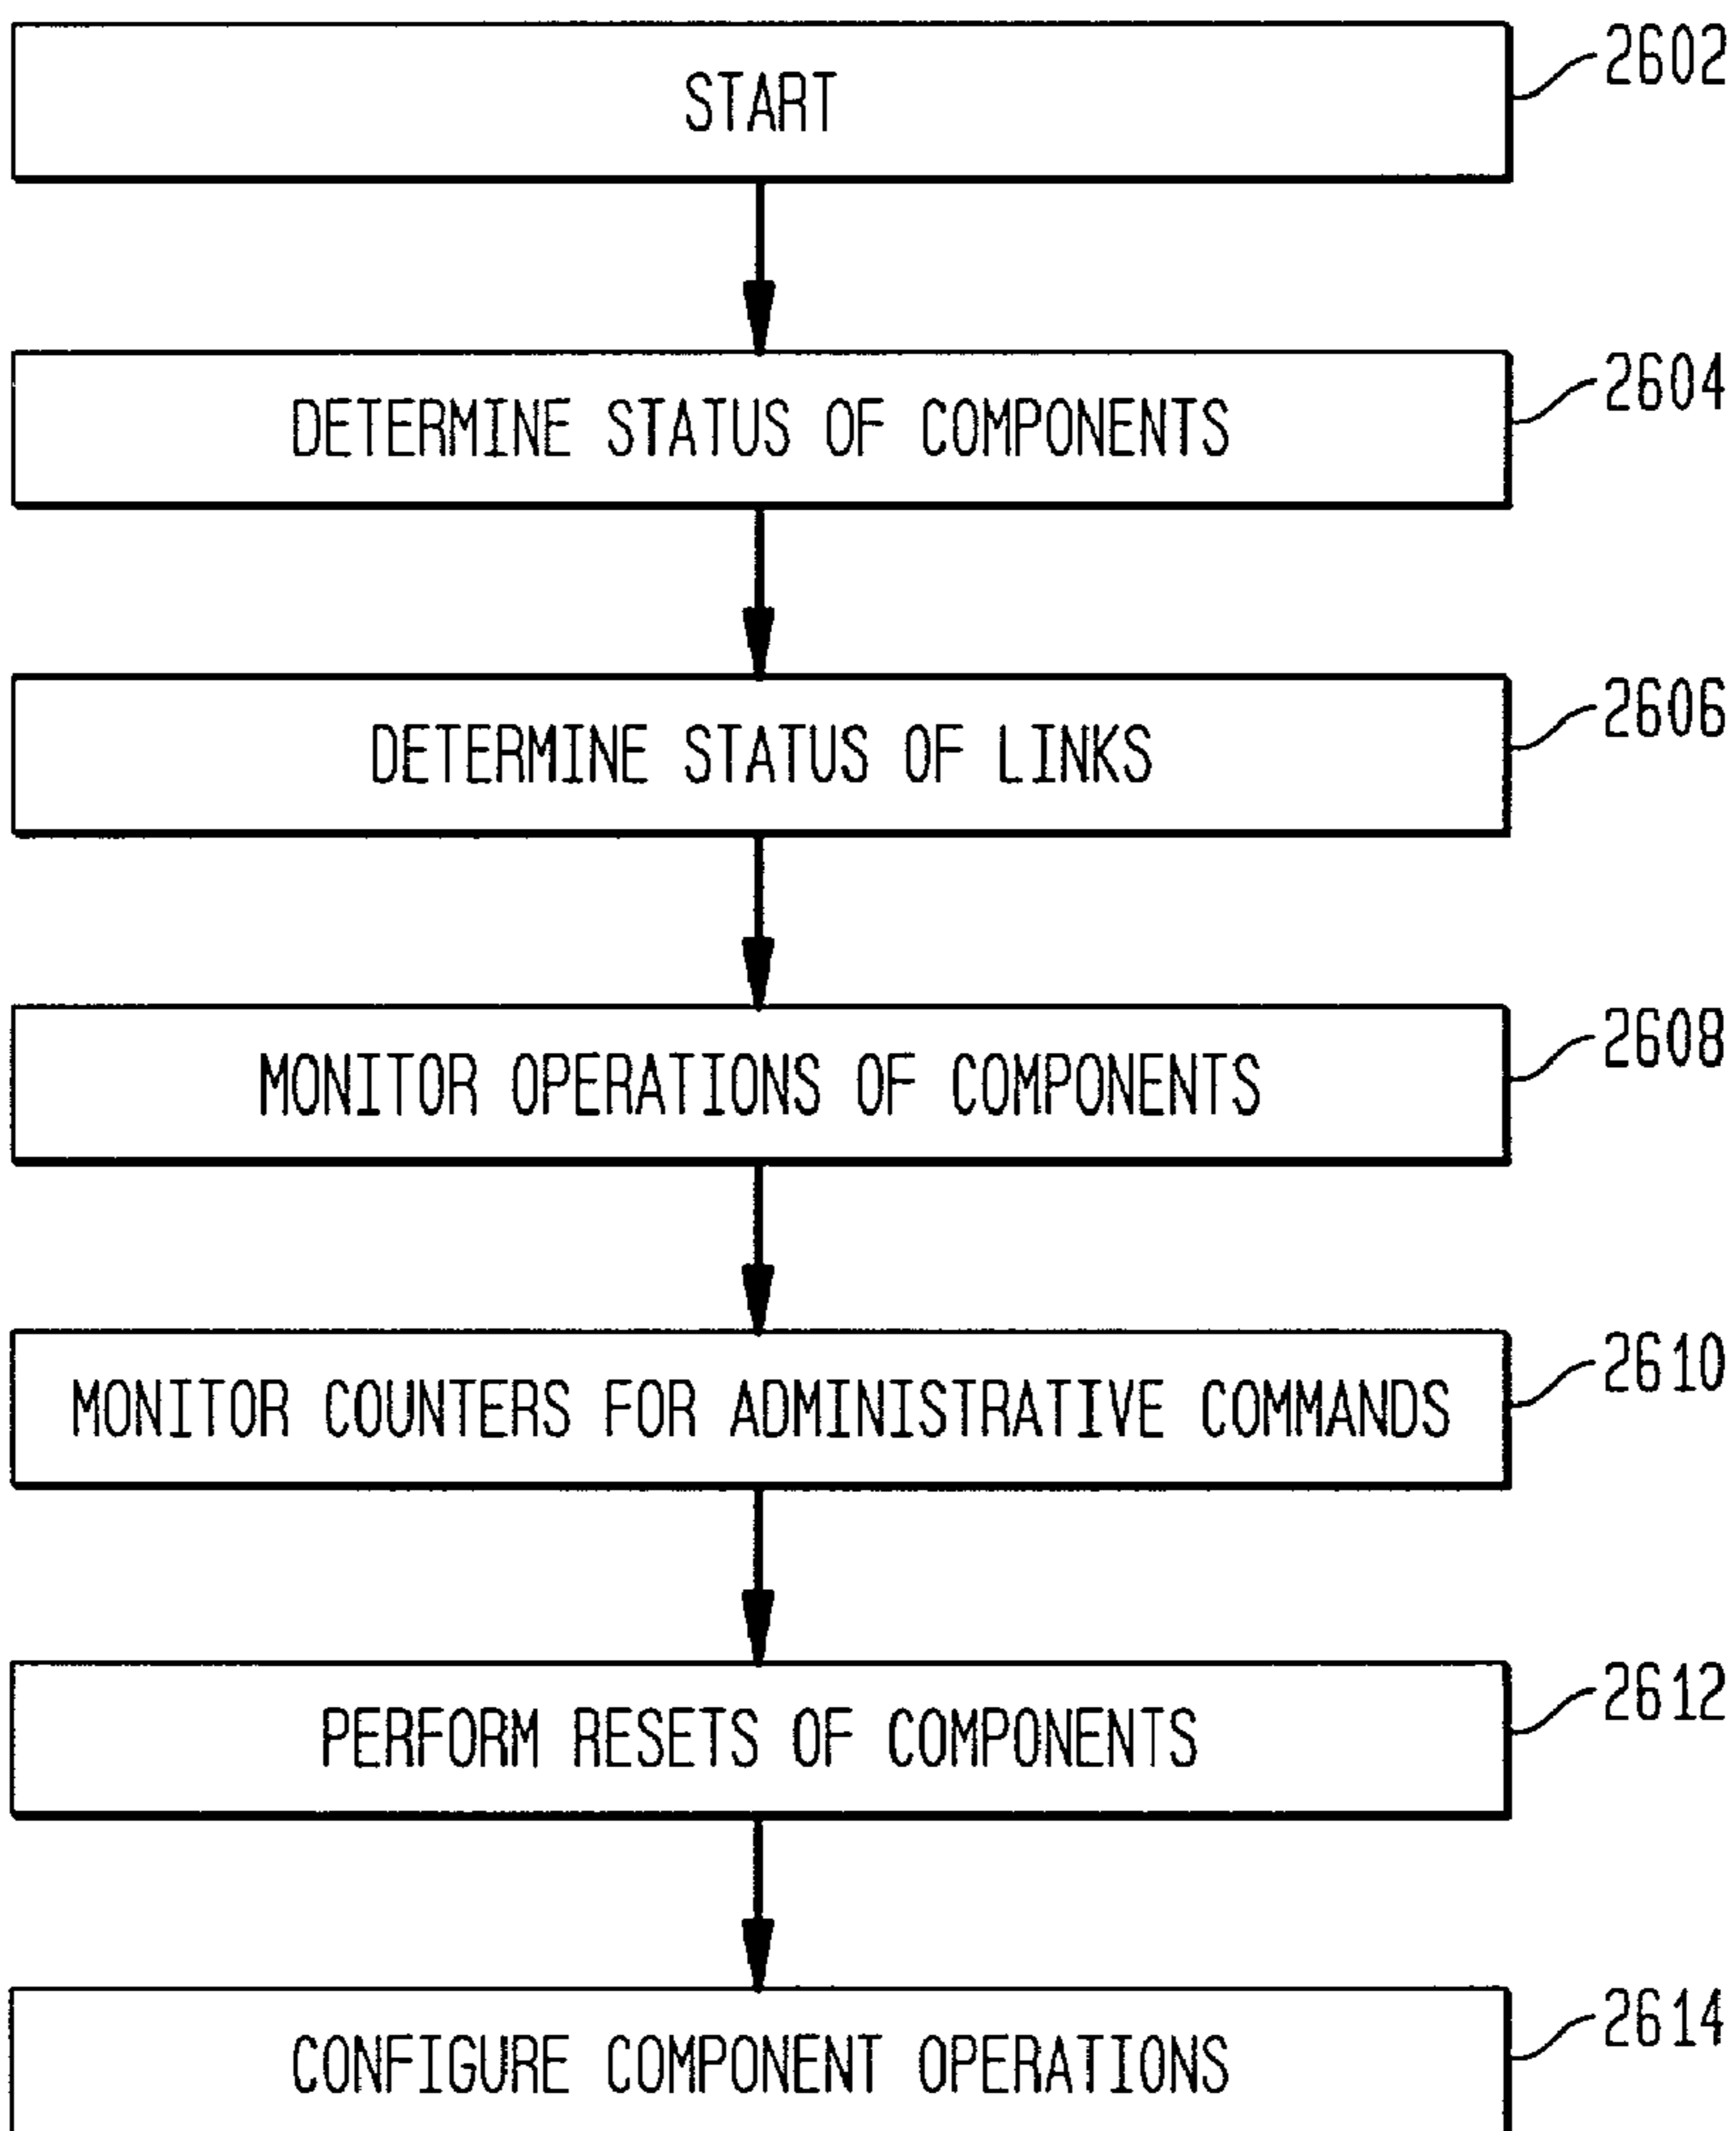 START
2602
DETERMINE STATUS OF COMPONENTS
2604
DETERMINE STATUS OF LINKS
2606
MONITOR OPERATIONS OF COMPONENTS
2608
MONITOR COUNTERS FOR ADMINISTRATIVE COMMANDS
2610
PERFORM RESETS OF COMPONENTS
2612
CONFIGURE COMPONENT OPERATIONS
2614